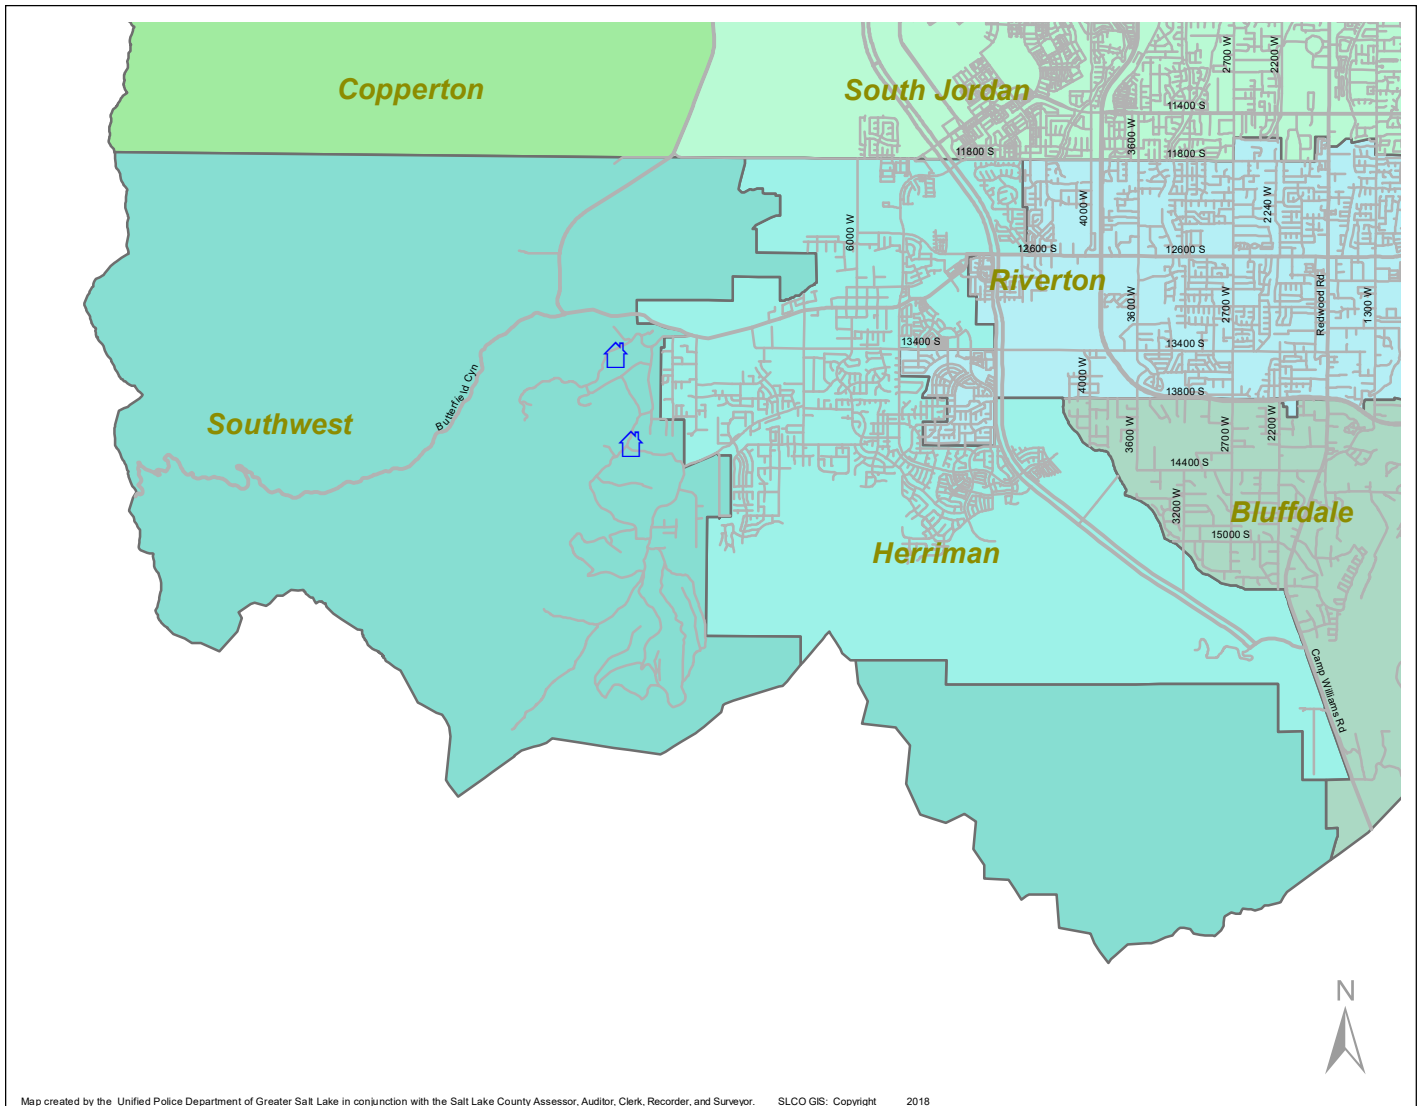 2700 W
2200 W
Copperton
South Jordan
11400 S
3600 W
11800 S
11800 S
4000 W
2240 W
6000 W
12600 S
12600 S
Riverton
3600 W
2700 W
Redwood Rd
1300 W
13400 S
13400 S
4000 W
13800 S
Butterfield Cyn
Southwest
3600 W
2700 W
2200 W
14400 S
3200 W
Bluffdale
15000 S
Herriman
Camp Williams Rd
N
Map created by the Unified Police Department of Greater Salt Lake in conjunction with the Salt Lake County Assessor, Auditor, Clerk, Recorder, and Surveyor. SLCO GIS: Copyright 2018